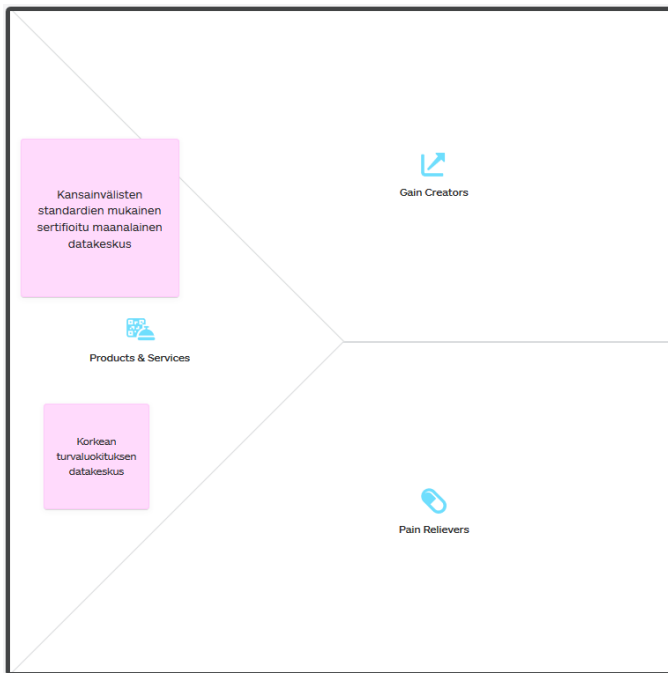 Kansainvälisten
standardien mukainen
sertifioitu maanalainen
datakeskus
Gain Creators
Products & Services
Korkean
turvaluokituksen
datakeskus
Pain Relievers